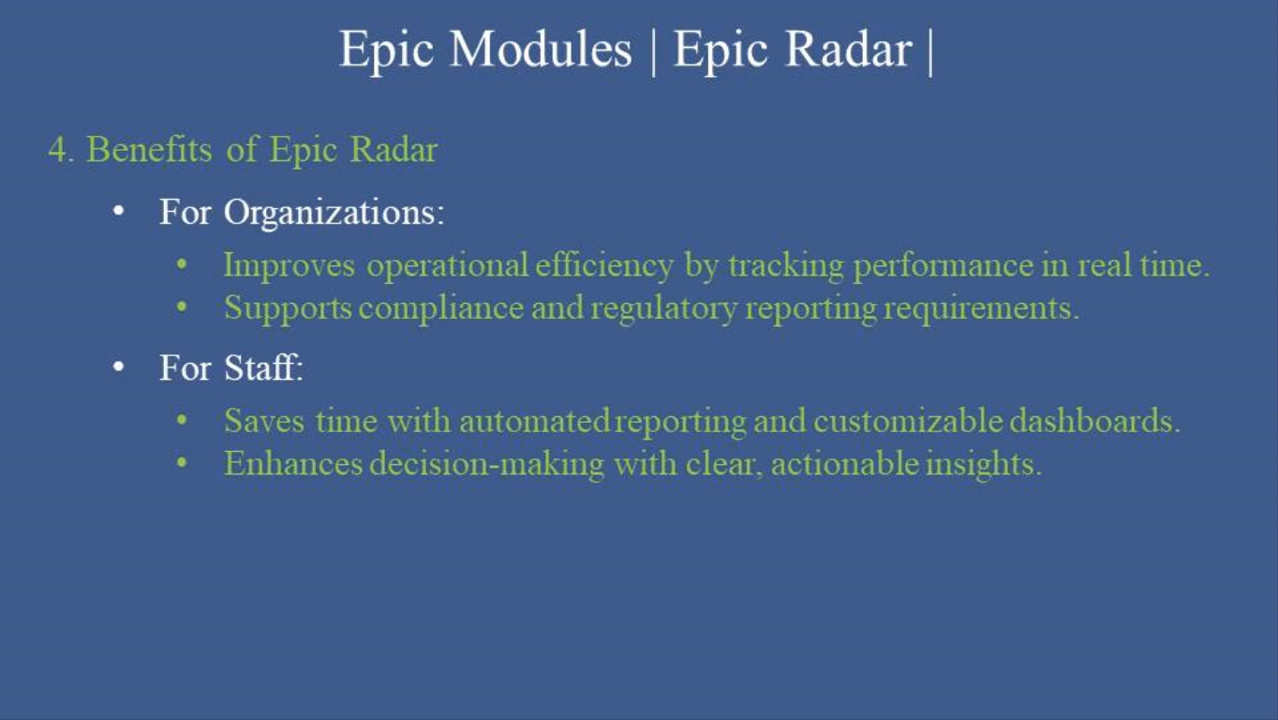 Epic Modules | Epic Radar |
4. Benefits of Epic Radar
• For Organizations:
• Improves operational efficiency by tracking performance in real time.
• Supports compliance and regulatory reporting requirements.
• For Staff:
• Saves time with automated reporting and customizable dashboards.
• Enhances decision-making with clear, actionable insights.